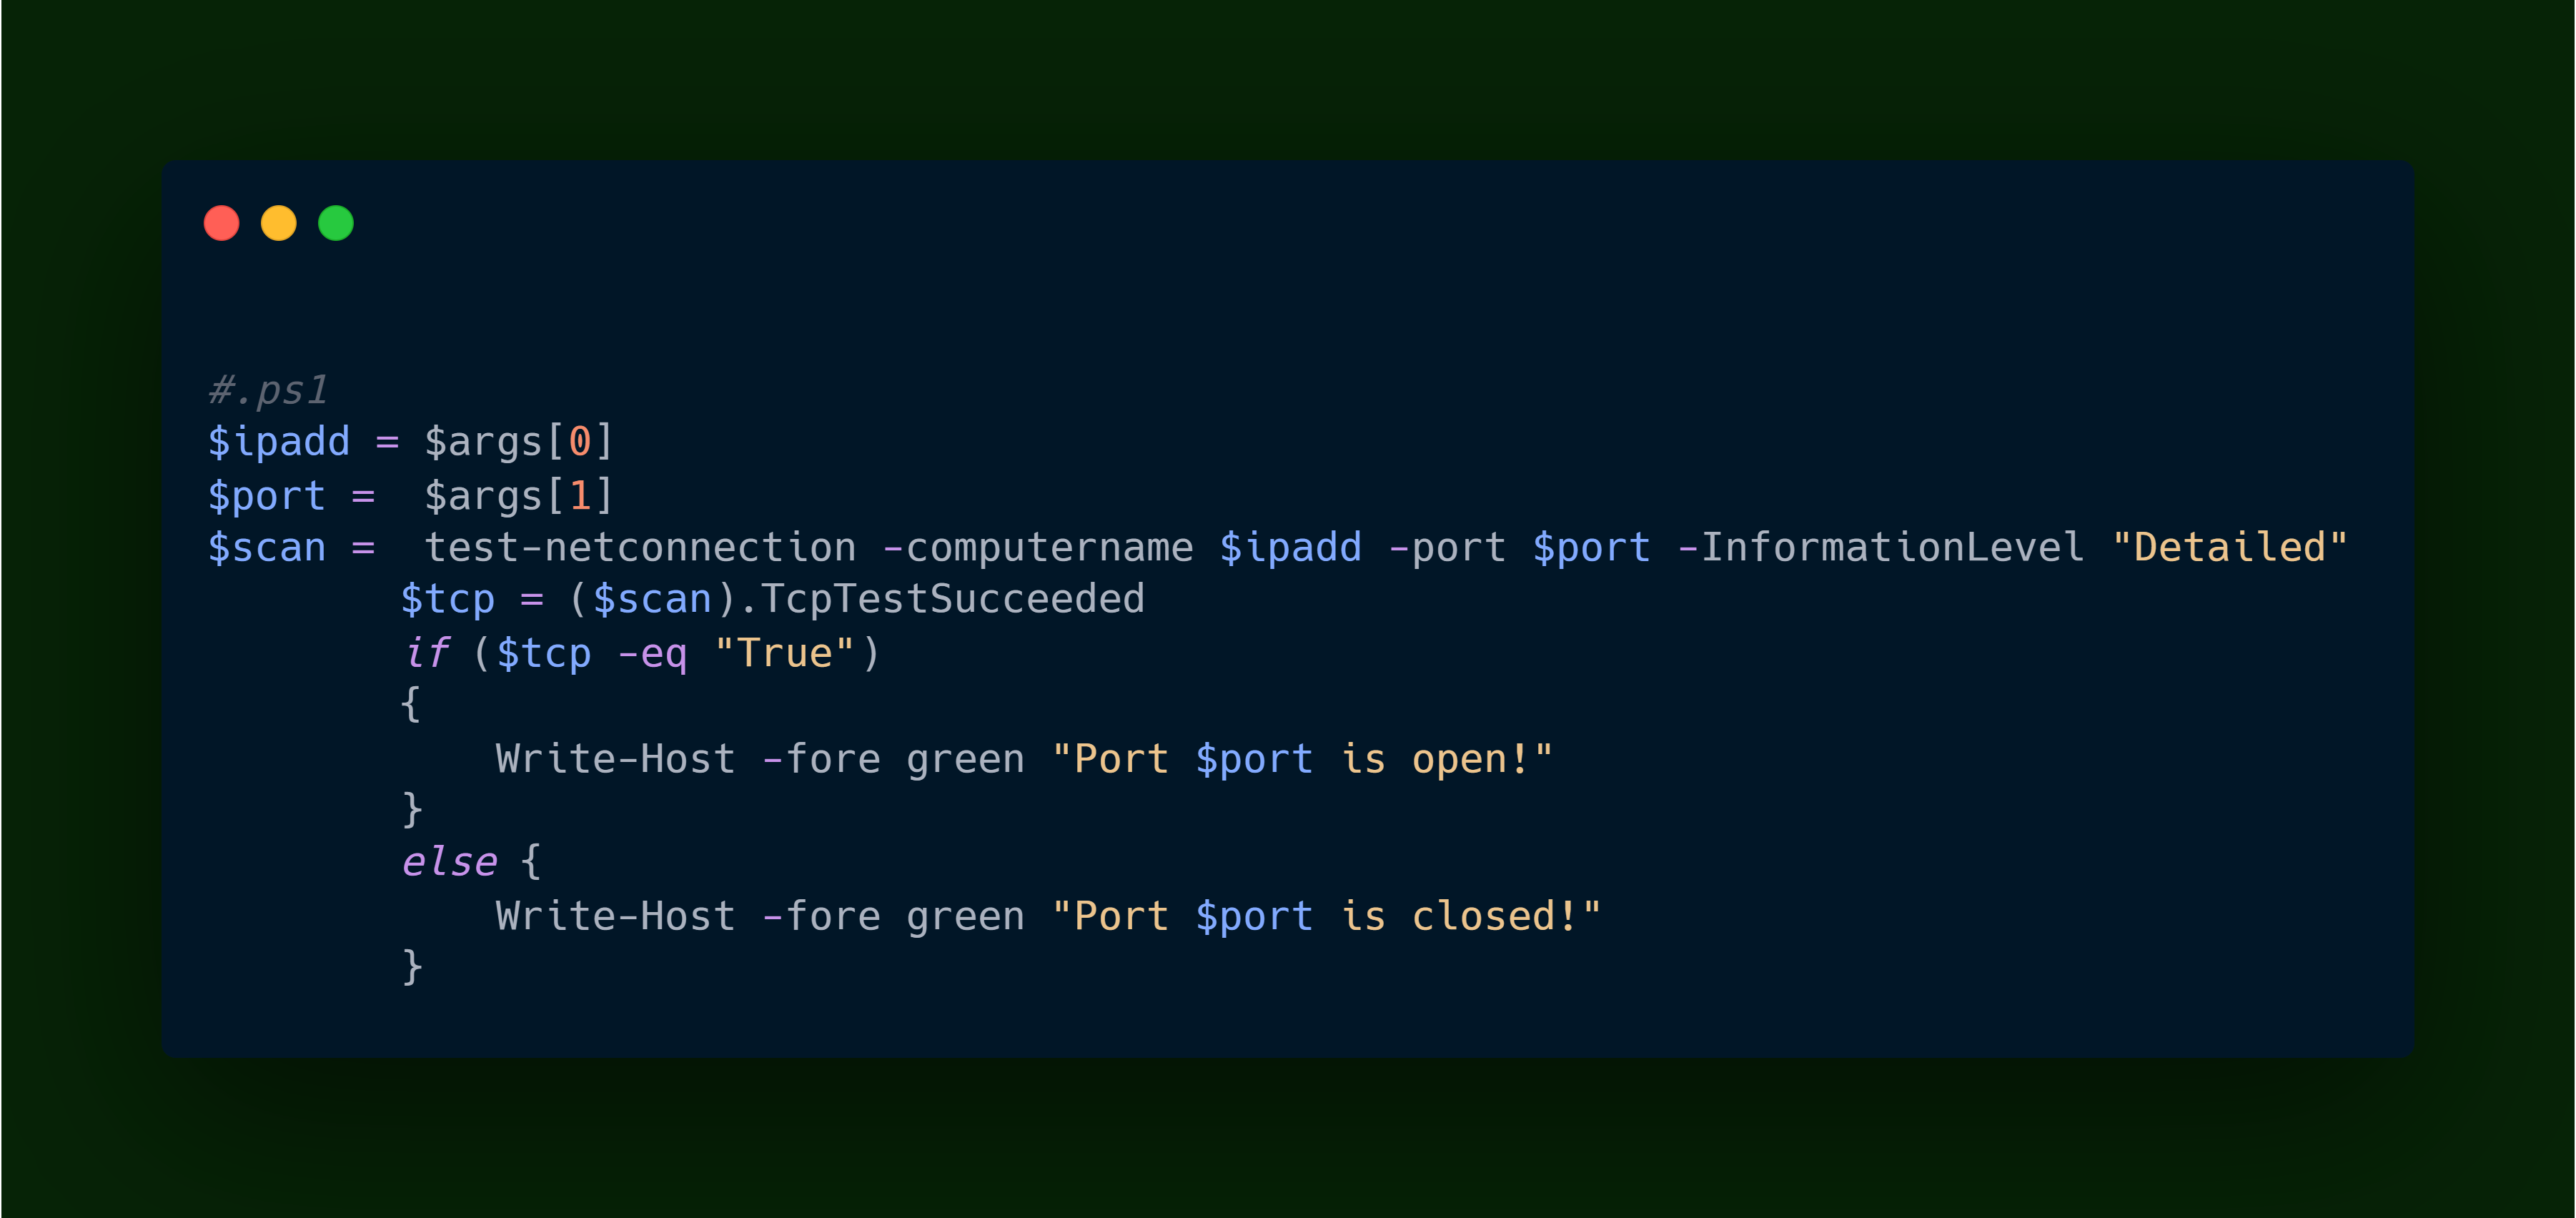 #.ps1
$ipadd = $args[0]
$port =  $args[1]
$scan =  test-netconnection -computername $ipadd -port $port -InformationLevel "Detailed"
        $tcp = ($scan).TcpTestSucceeded
        if ($tcp -eq "True")
        {
            Write-Host -fore green "Port $port is open!"
        }
        else {
            Write-Host -fore green "Port $port is closed!"
        }